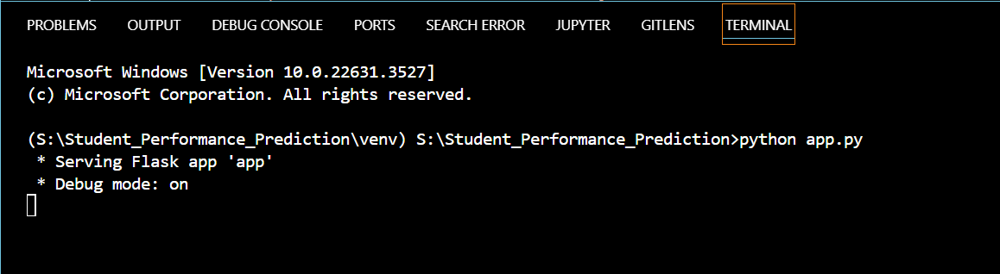 PROBLEMS OUTPUT DEBUG CONSOLE PORTS SEARCH ERROR JUPYTER GITLENS TERMINAL
Microsoft Windows [Version 10.0.22631.3527]
(c) Microsoft Corporation. All rights reserved.
(S:\Student_Performance_Prediction\venv) S:\Student_Performance_Prediction>python app.py
* Serving Flask app 'app'
* Debug mode: on